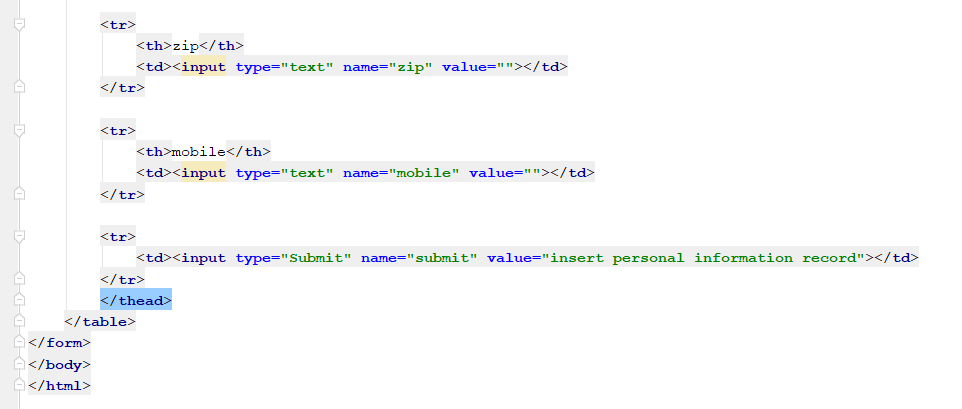 <tr>
<th>zip</th>
<td><input type="text" name="zip" value=""></td>
</tr>
<tr>
<th>mobile</th>
<td><input type="text" name="mobile" value=""></td>
</tr>
<tr>
<td><input type="Submit" name="submit" value="insert personal information record"></td>
</tr>
</thead>
</table>
</form>
</body>
</html>